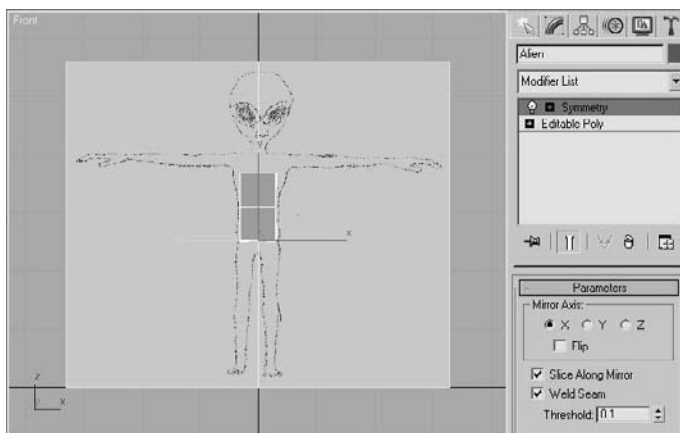 Front
Alien
Modifier List
Symmetry
Editable Poly
Parameters
Mirror Axis:
X Y Z
Flip
Slice Along Mirror
Weld Seam
Threshold: 0.1
x
z
x